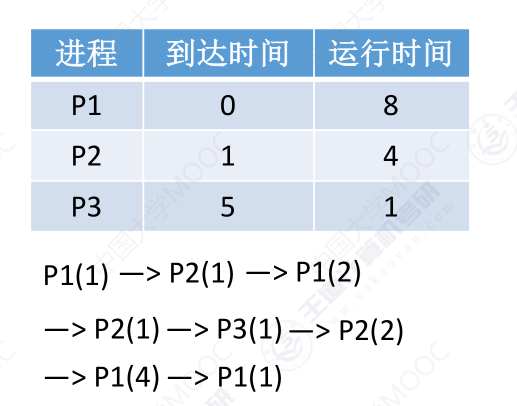 进程 到达时间 运行时间
P1 0 8
P2 1 4
P3 5 1
P1(1) —> P2(1) —> P1(2)
—> P2(1) —> P3(1) —> P2(2)
—> P1(4) —> P1(1)